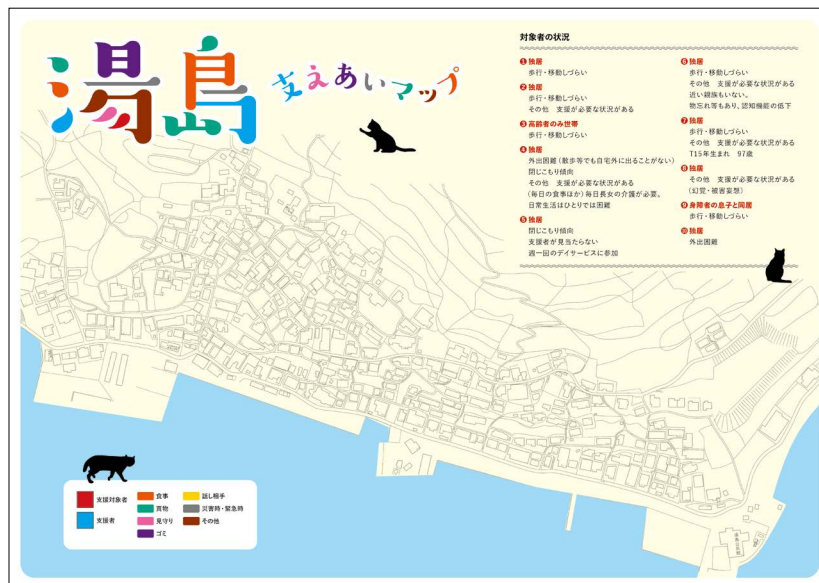 湯島 支えあいマップ
対象者の状況
❶独居
歩行・移動しづらい
❷独居
歩行・移動しづらい
その他 支援が必要な状況がある
❸高齢者のみ世帯
歩行・移動しづらい
❹独居
外出困難(散歩等でも自宅外に出ることがない)
閉じこもり傾向
その他 支援が必要な状況がある
(毎日の食事ほか)毎日長女の介護が必要。
日常生活はひとりでは困難
❺独居
閉じこもり傾向
支援者が見当たらない
週一回のデイサービスに参加
❻独居
歩行・移動しづらい
その他 支援が必要な状況がある
近い親族もいない。
物忘れ等もあり、認知機能の低下
❼独居
歩行・移動しづらい
その他 支援が必要な状況がある
T15年生まれ 97歳
❽独居
その他 支援が必要な状況がある
(幻覚・被害妄想)
❾身障者の息子と同居
歩行・移動しづらい
❿独居
外出困難
支援対象者
支援者
食事
買物
見守り
ゴミ
話し相手
災害時・緊急時
その他